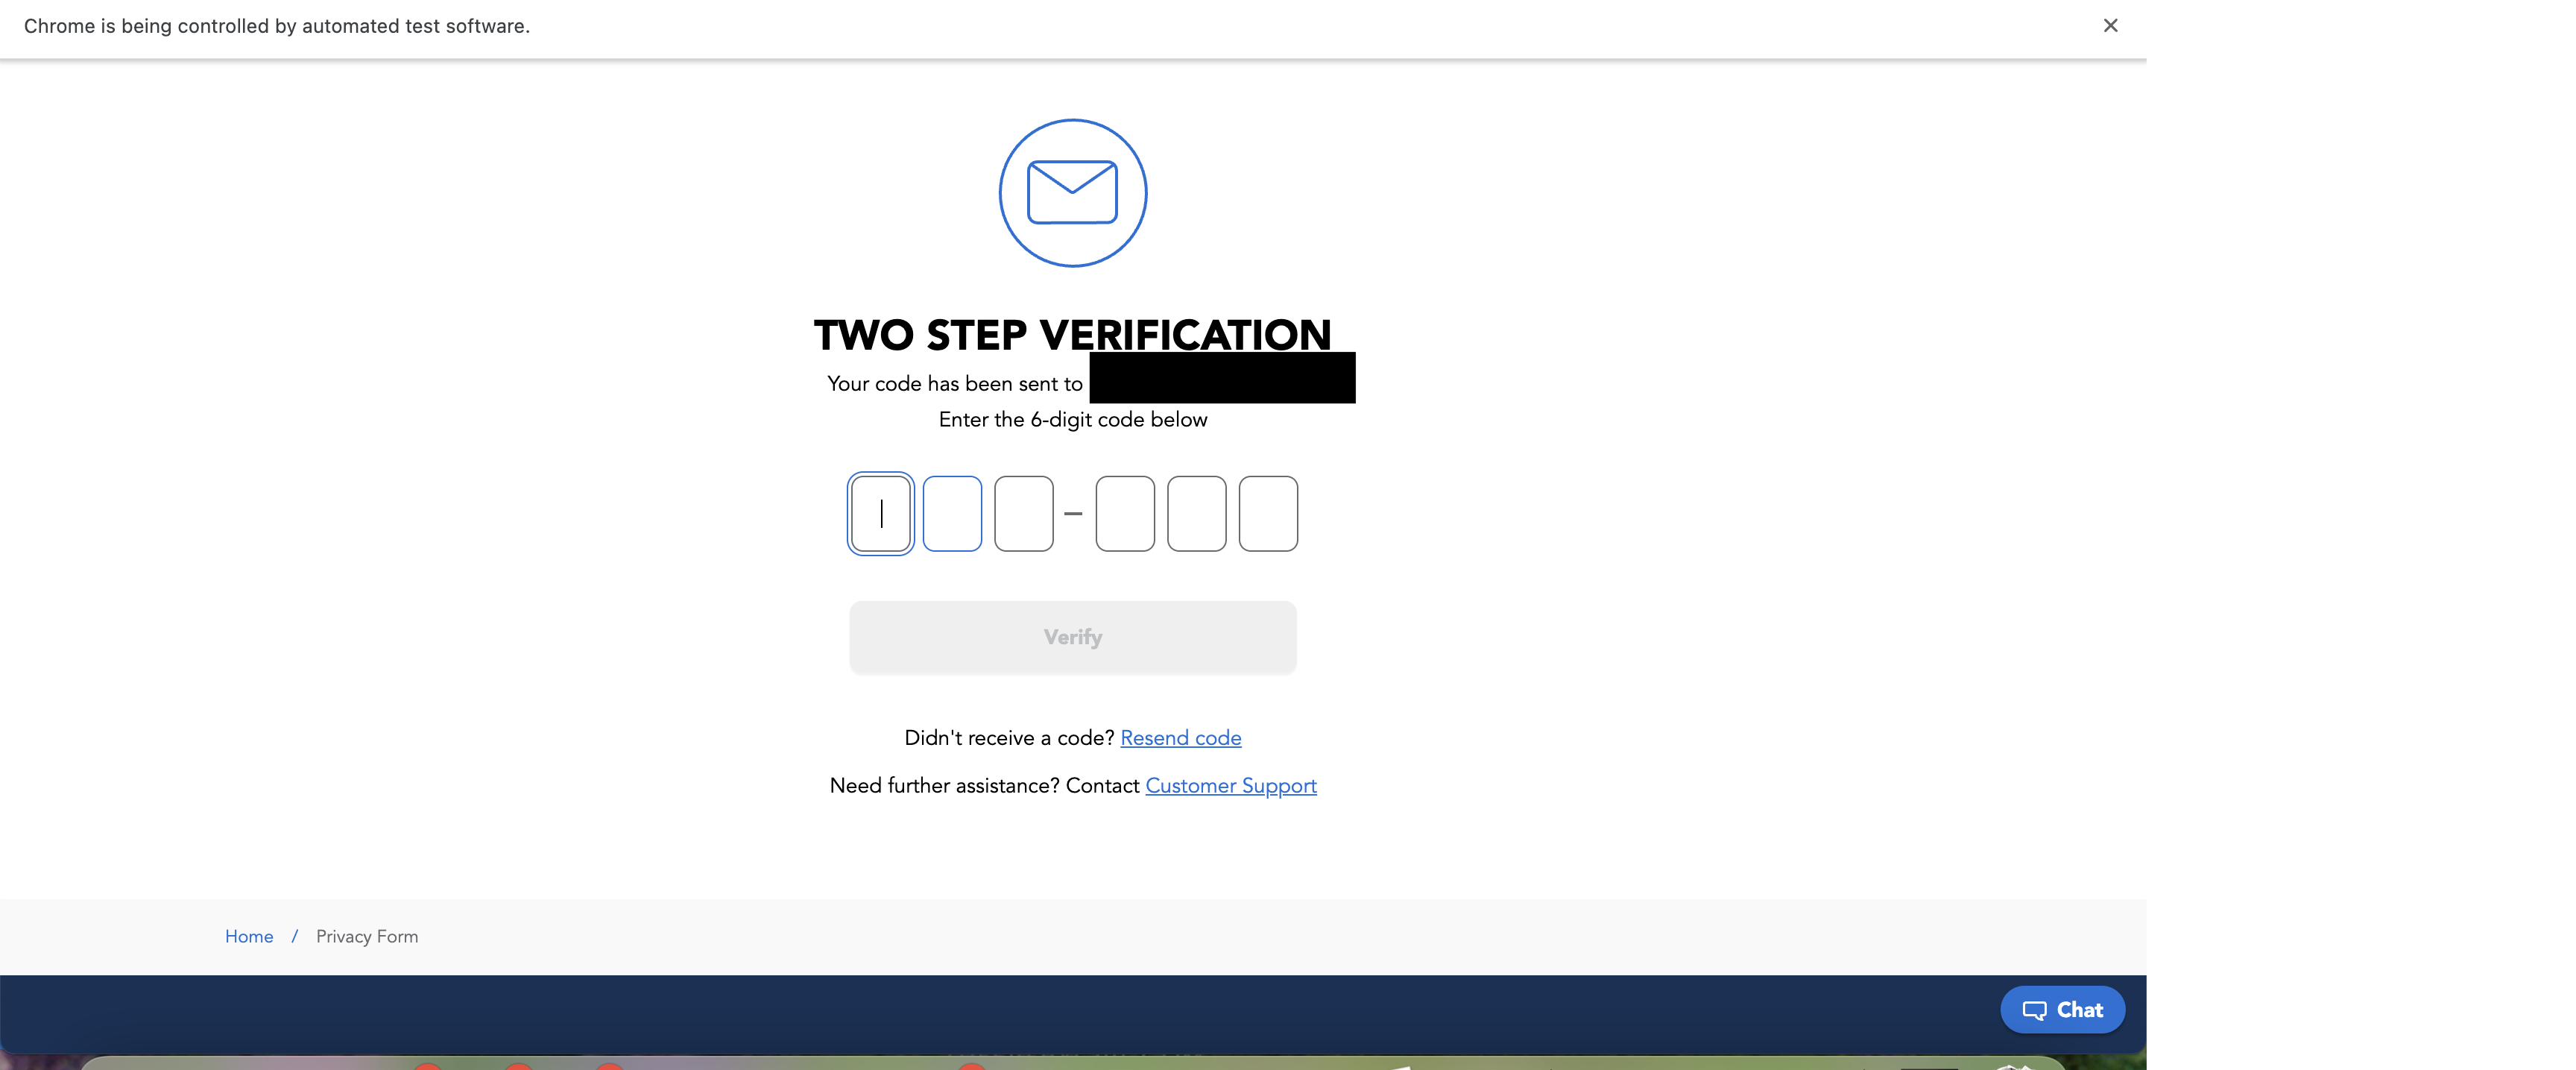 Chrome is being controlled by automated test software.
TWO STEP VERIFICATION
Your code has been sent to
Enter the 6-digit code below
Verify
Didn't receive a code? Resend code
Need further assistance? Contact Customer Support
Home / Privacy Form
Chat